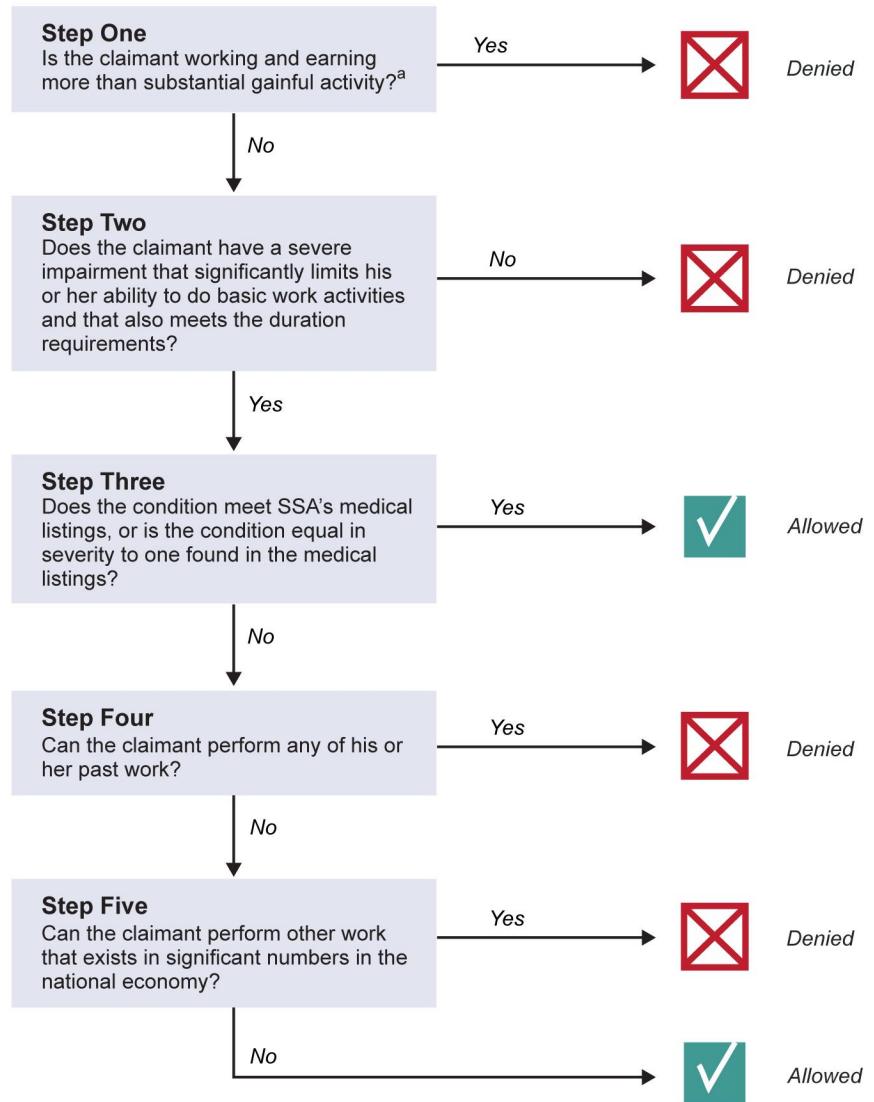 Step One
Is the claimant working and earning
more than substantial gainful activity?a
Yes
Denied
No
Step Two
Does the claimant have a severe
impairment that significantly limits his
or her ability to do basic work activities
and that also meets the duration
requirements?
No
Denied
Yes
Step Three
Does the condition meet SSA's medical
listings, or is the condition equal in
severity to one found in the medical
listings?
Yes
Allowed
No
Step Four
Can the claimant perform any of his or
her past work?
Yes
Denied
No
Step Five
Can the claimant perform other work
that exists in significant numbers in the
national economy?
Yes
Denied
No
Allowed